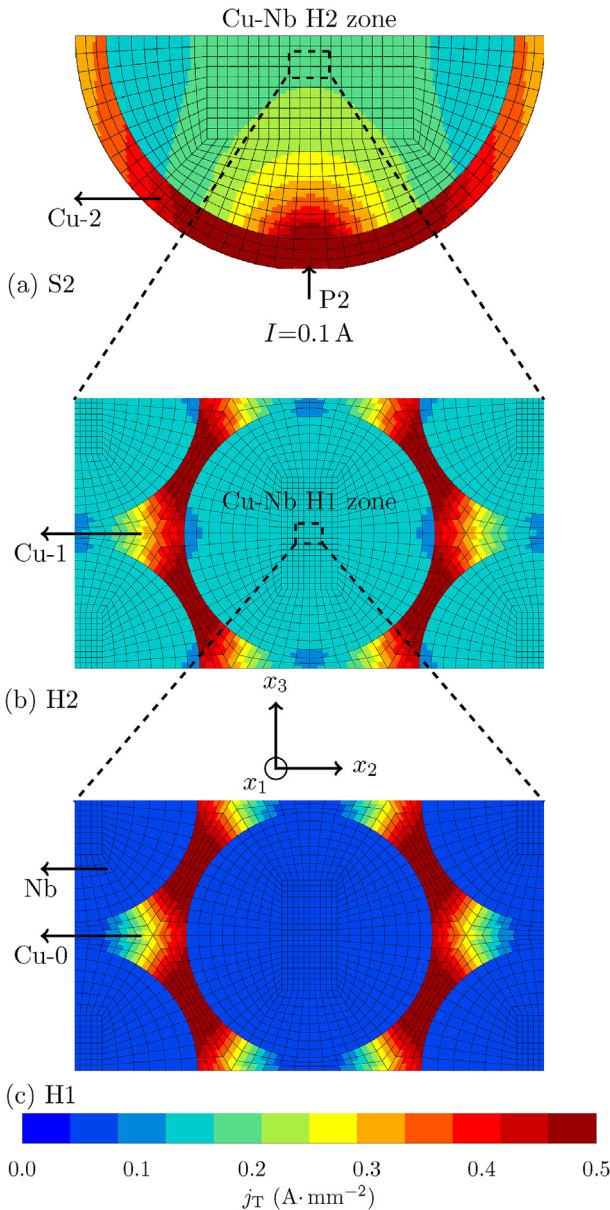 Cu-Nb H2 zone
Cu-2
(a) S2
P2
I=0.1 A
Cu-Nb H1 zone
Cu-1
(b) H2
x₃
x₂
x₁
Nb
Cu-0
(c) H1
0.0 0.1 0.2 0.3 0.4 0.5
j_T (A·mm⁻²)